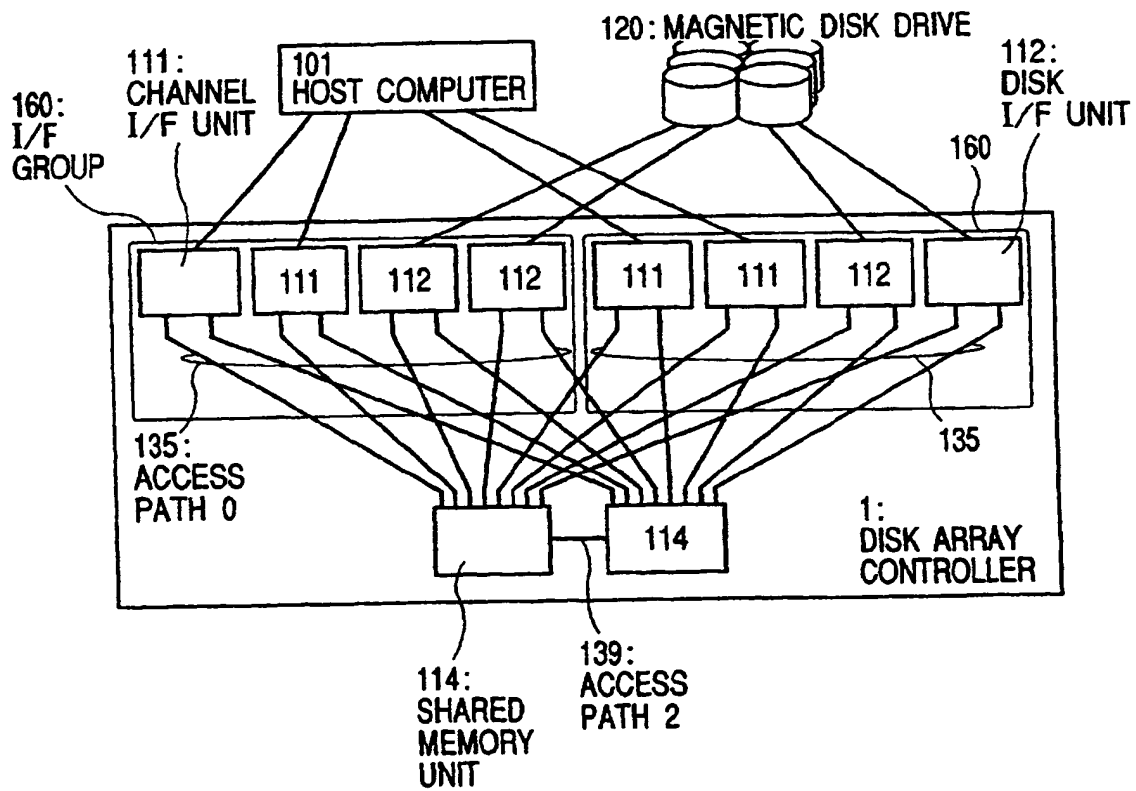 120: MAGNETIC DISK DRIVE
111:
CHANNEL
I/F UNIT
101
HOST COMPUTER
112:
DISK
I/F UNIT
160:
I/F
GROUP
160
111
112
112
111
111
112
135:
ACCESS
PATH 0
135
114
1:
DISK ARRAY
CONTROLLER
139:
ACCESS
PATH 2
114:
SHARED
MEMORY
UNIT